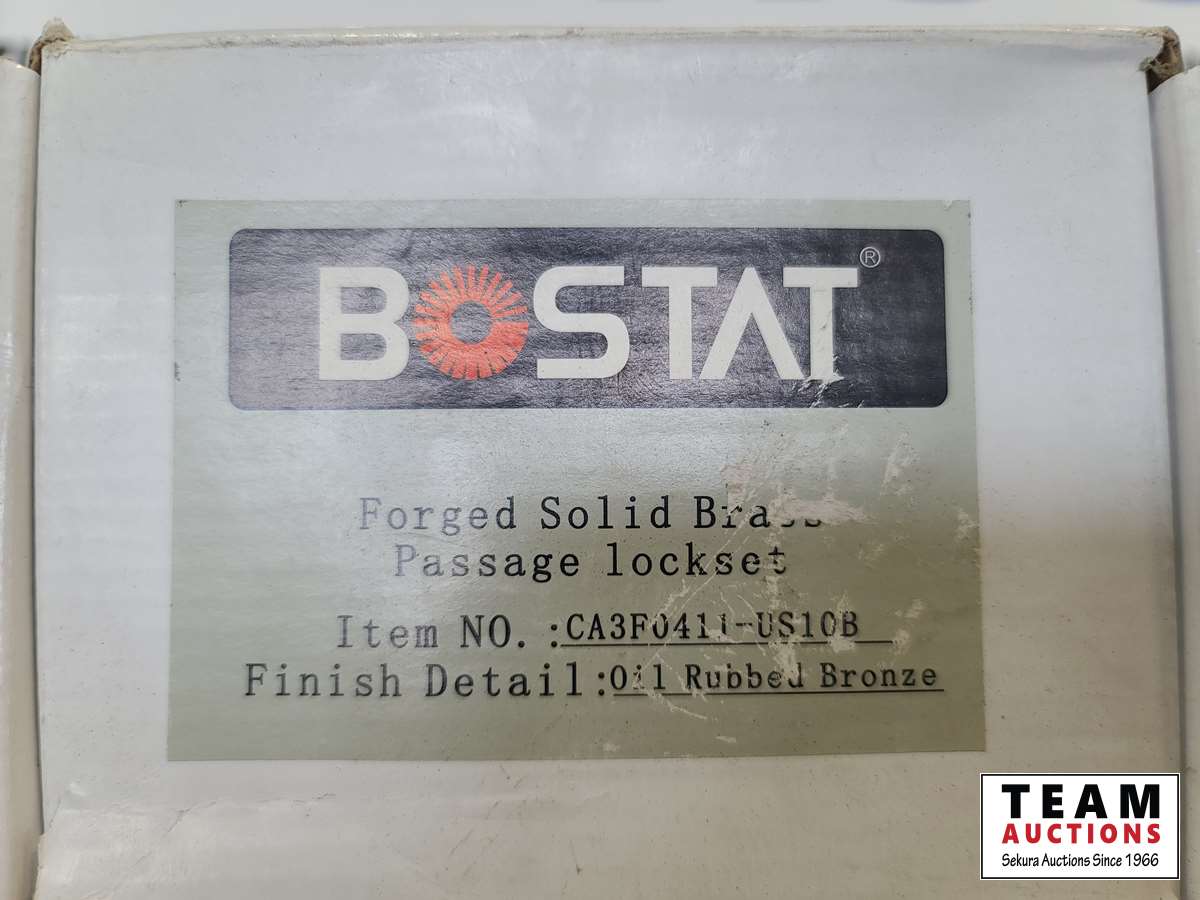 BOSTAT®
Forged Solid Brass
Passage lockset
Item NO.:CA3F0411-US10B
Finish Detail:Oil Rubbed Bronze
TEAM
AUCTIONS
Sekura Auctions Since 1966